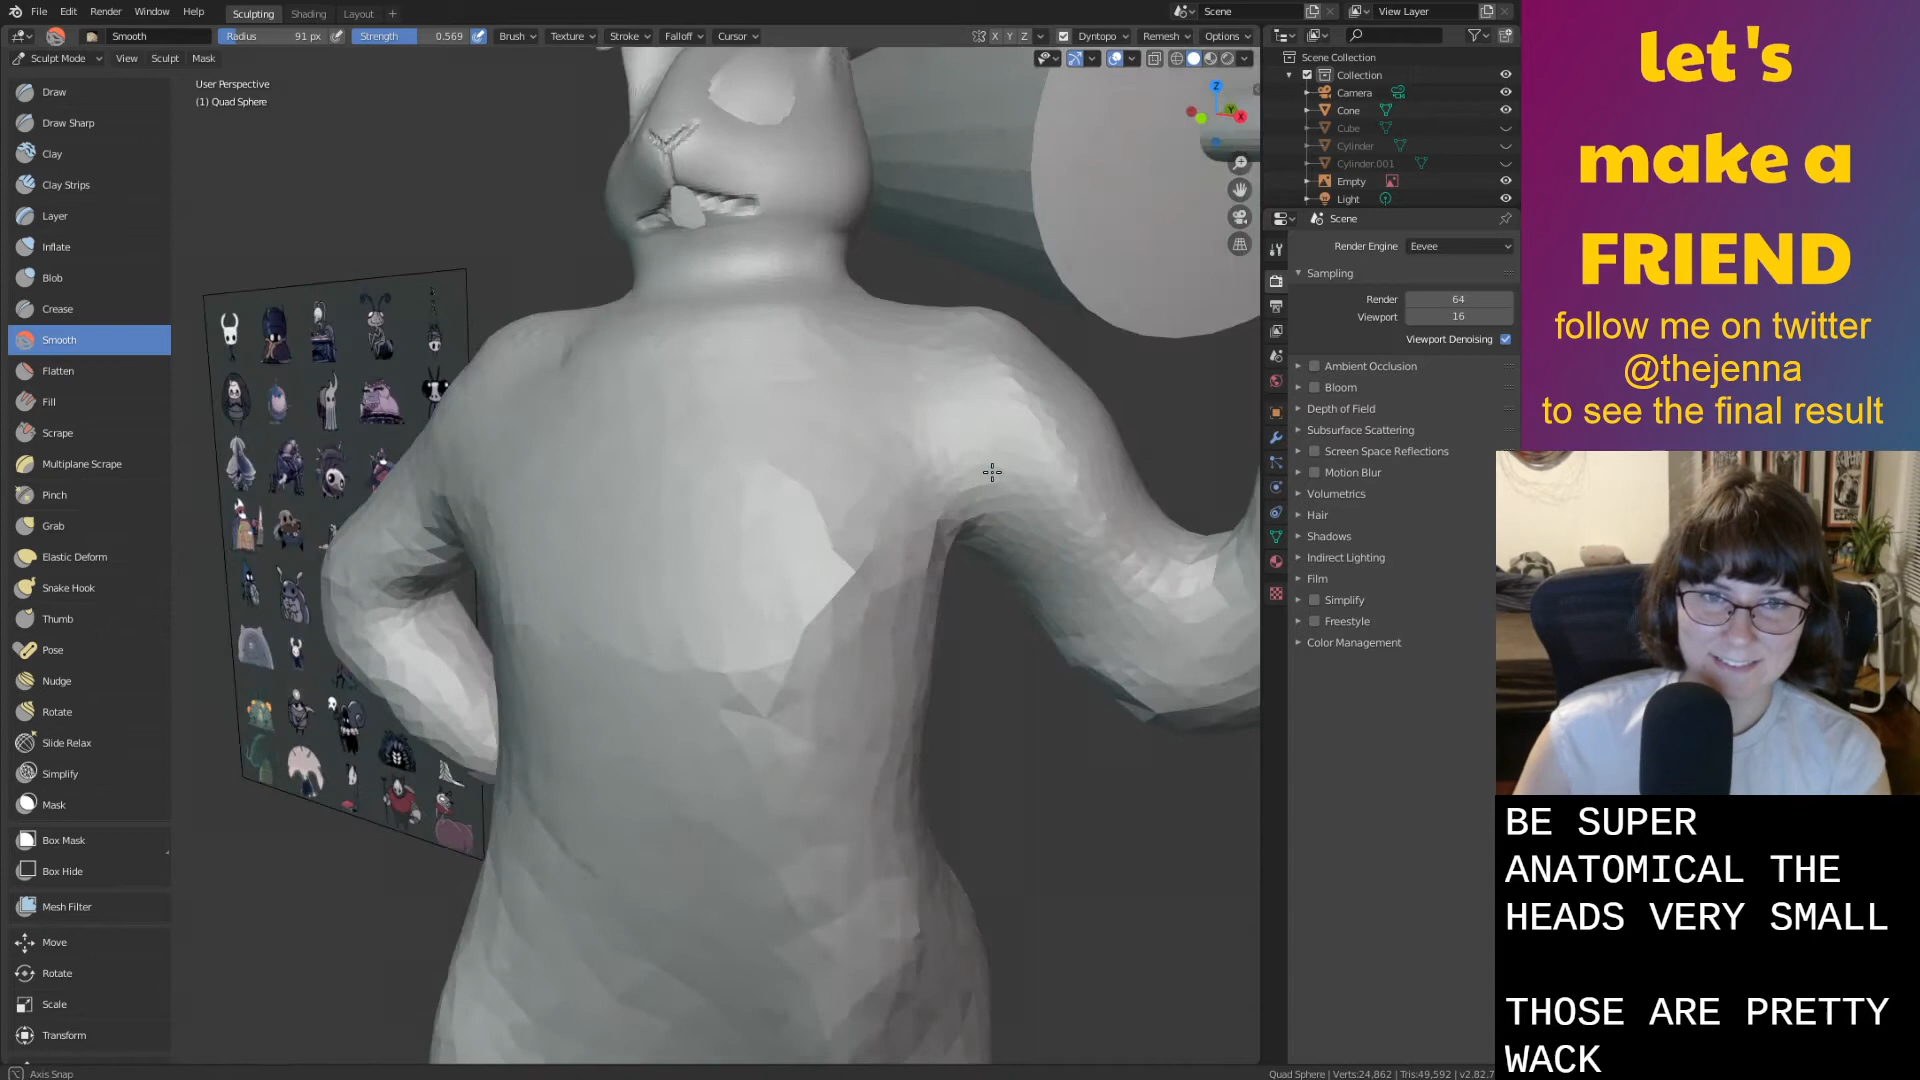 File Edit Render Window Help Sculpting Shading Layout + Scene View Layer
Smooth Radius 91 px Strength 0.569 Brush Texture Stroke Falloff Cursor X Y Z Dyntopo Remesh Options
Sculpt Mode View Sculpt Mask
User Perspective
(1) Quad Sphere
Draw
Draw Sharp
Clay
Clay Strips
Layer
Inflate
Blob
Crease
Smooth
Flatten
Fill
Scrape
Multiplane Scrape
Pinch
Grab
Elastic Deform
Snake Hook
Thumb
Pose
Nudge
Rotate
Slide Relax
Simplify
Mask
Box Mask
Box Hide
Mesh Filter
Move
Rotate
Scale
Transform
Axis Snap
Z
Y
X
Scene Collection
Collection
Camera
Cone
Cube
Cylinder
Cylinder.001
Empty
Light
Scene
Render Engine Eevee
Sampling
Render 64
Viewport 16
Viewport Denoising
Ambient Occlusion
Bloom
Depth of Field
Subsurface Scattering
Screen Space Reflections
Motion Blur
Volumetrics
Hair
Shadows
Indirect Lighting
Film
Simplify
Freestyle
Color Management
Quad Sphere | Verts:24,862 | Tris:49,592 | v2.82.7
let's
make a
FRIEND
follow me on twitter
@thejenna
to see the final result
BE SUPER
ANATOMICAL THE
HEADS VERY SMALL
THOSE ARE PRETTY
WACK